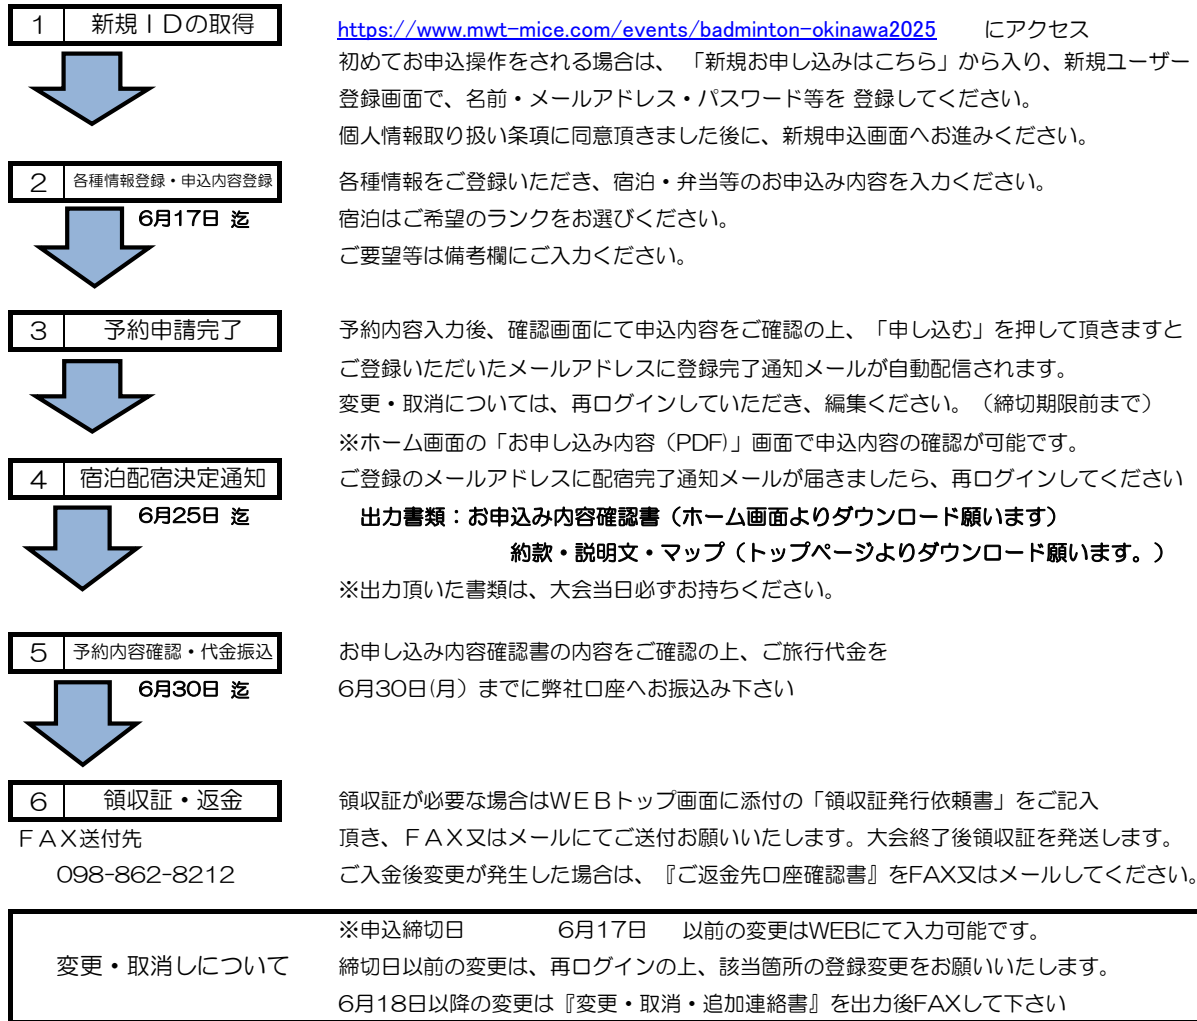 1 新規ＩＤの取得 https://www.mwt-mice.com/events/badminton-okinawa2025 にアクセス
初めてお申込操作をされる場合は、「新規お申し込みはこちら」から入り、新規ユーザー
登録画面で、名前・メールアドレス・パスワード等を 登録してください。
個人情報取り扱い条項に同意頂きました後に、新規申込画面へお進みください。
2 各種情報登録・申込内容登録 各種情報をご登録いただき、宿泊・弁当等のお申込み内容を入力ください。
6月17日 迄 宿泊はご希望のランクをお選びください。
ご要望等は備考欄にご入力ください。
3 予約申請完了 予約内容入力後、確認画面にて申込内容をご確認の上、「申し込む」を押して頂きますと
ご登録いただいたメールアドレスに登録完了通知メールが自動配信されます。
変更・取消については、再ログインしていただき、編集ください。（締切期限前まで）
※ホーム画面の「お申し込み内容（PDF)」画面で申込内容の確認が可能です。
4 宿泊配宿決定通知 ご登録のメールアドレスに配宿完了通知メールが届きましたら、再ログインしてください
6月25日 迄 出力書類：お申込み内容確認書（ホーム画面よりダウンロード願います）
約款・説明文・マップ（トップページよりダウンロード願います。）
※出力頂いた書類は、大会当日必ずお持ちください。
5 予約内容確認・代金振込 お申し込み内容確認書の内容をご確認の上、ご旅行代金を
6月30日 迄 6月30日(月）までに弊社口座へお振込み下さい
6 領収証・返金 領収証が必要な場合はＷＥＢトップ画面に添付の「領収証発行依頼書」をご記入
ＦＡＸ送付先 頂き、ＦＡＸ又はメールにてご送付お願いいたします。大会終了後領収証を発送します。
098-862-8212 ご入金後変更が発生した場合は、『ご返金先口座確認書』をFAX又はメールしてください。
※申込締切日 6月17日 以前の変更はWEBにて入力可能です。
変更・取消しについて 締切日以前の変更は、再ログインの上、該当箇所の登録変更をお願いいたします。
6月18日以降の変更は『変更・取消・追加連絡書』を出力後FAXして下さい